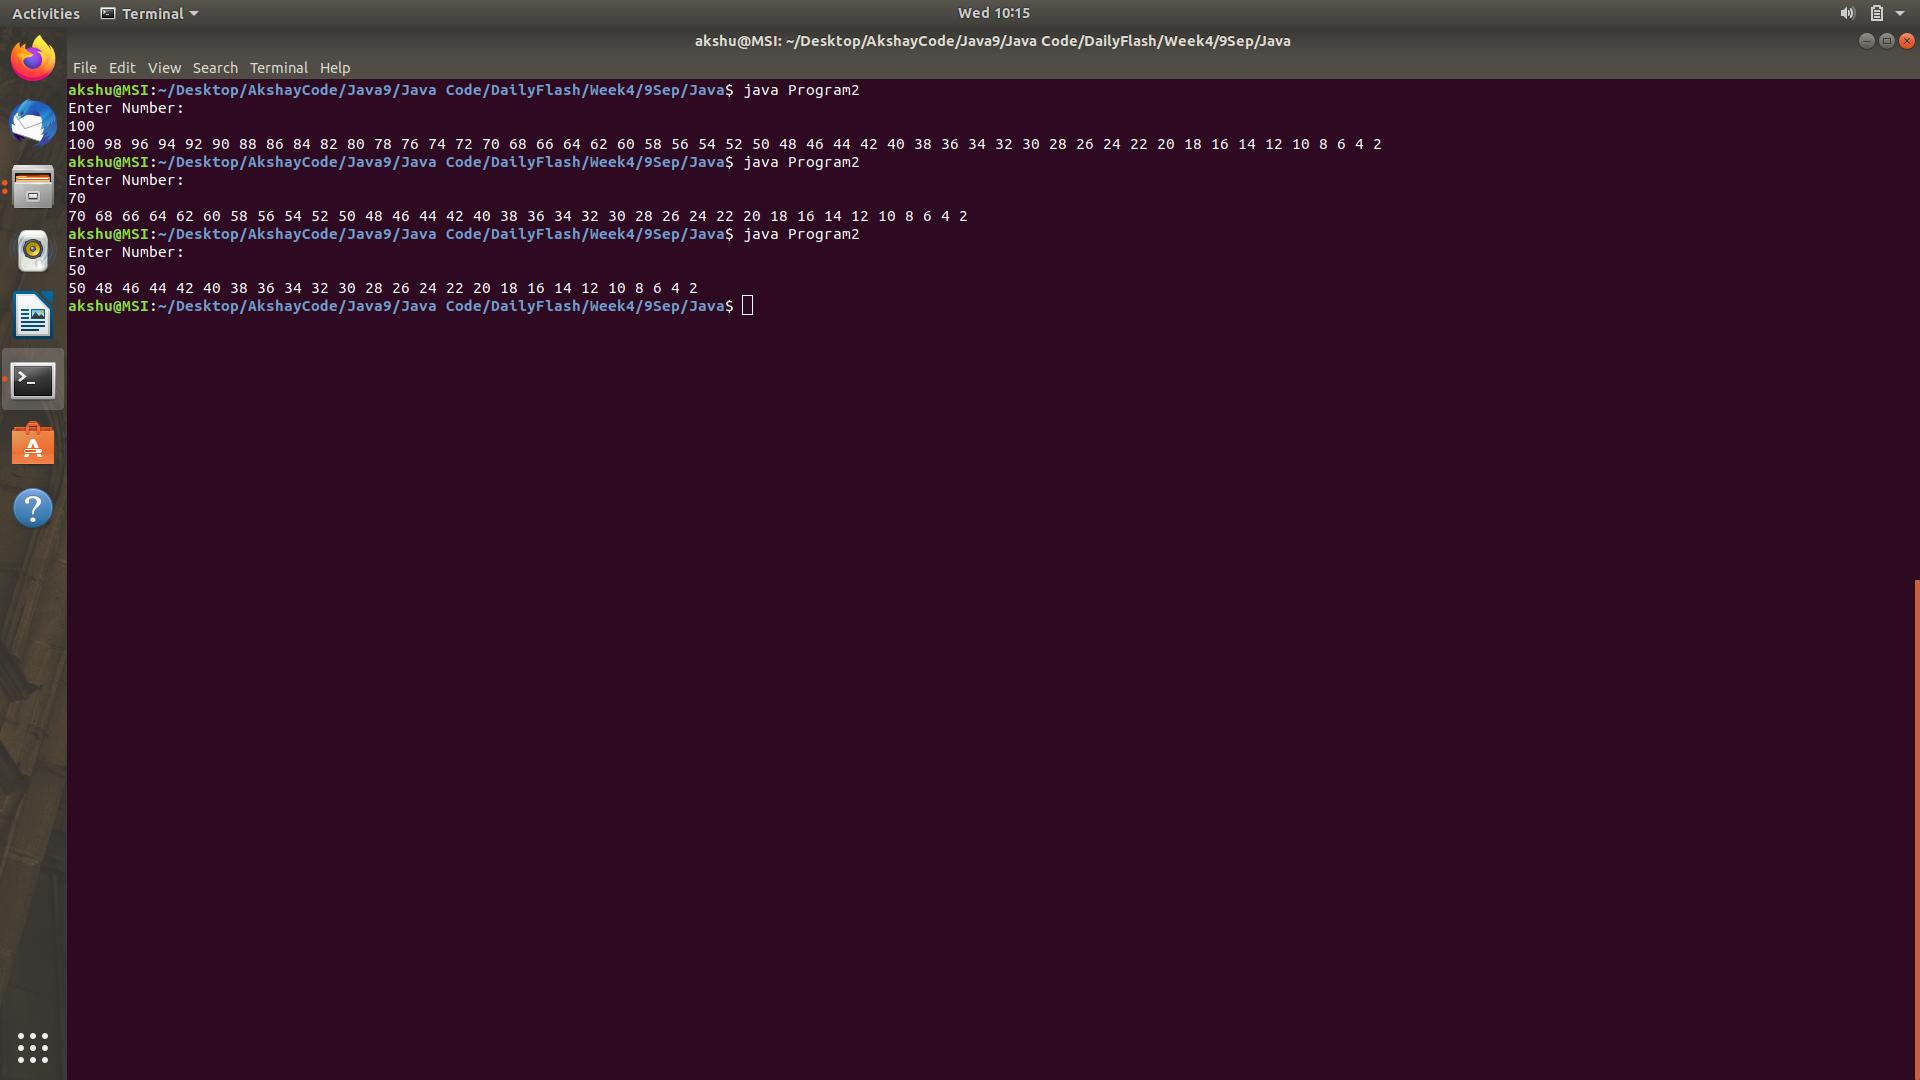 Activities Terminal Wed 10:15
akshu@MSI: ~/Desktop/AkshayCode/Java9/Java Code/DailyFlash/Week4/9Sep/Java
File Edit View Search Terminal Help
akshu@MSI:~/Desktop/AkshayCode/Java9/Java Code/DailyFlash/Week4/9Sep/Java$ java Program2
Enter Number:
100
100 98 96 94 92 90 88 86 84 82 80 78 76 74 72 70 68 66 64 62 60 58 56 54 52 50 48 46 44 42 40 38 36 34 32 30 28 26 24 22 20 18 16 14 12 10 8 6 4 2
akshu@MSI:~/Desktop/AkshayCode/Java9/Java Code/DailyFlash/Week4/9Sep/Java$ java Program2
Enter Number:
70
70 68 66 64 62 60 58 56 54 52 50 48 46 44 42 40 38 36 34 32 30 28 26 24 22 20 18 16 14 12 10 8 6 4 2
akshu@MSI:~/Desktop/AkshayCode/Java9/Java Code/DailyFlash/Week4/9Sep/Java$ java Program2
Enter Number:
50
50 48 46 44 42 40 38 36 34 32 30 28 26 24 22 20 18 16 14 12 10 8 6 4 2
akshu@MSI:~/Desktop/AkshayCode/Java9/Java Code/DailyFlash/Week4/9Sep/Java$